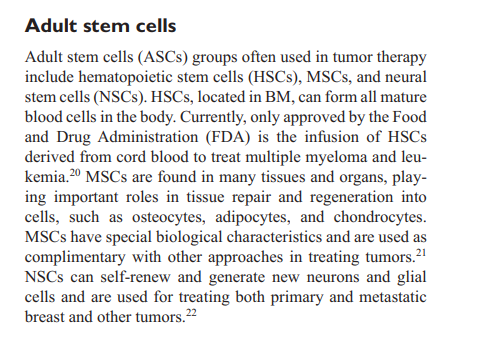 Adult stem cells
Adult stem cells (ASCs) groups often used in tumor therapy
include hematopoietic stem cells (HSCs), MSCs, and neural
stem cells (NSCs). HSCs, located in BM, can form all mature
blood cells in the body. Currently, only approved by the Food
and Drug Administration (FDA) is the infusion of HSCs
derived from cord blood to treat multiple myeloma and leu-
kemia.20 MSCs are found in many tissues and organs, play-
ing important roles in tissue repair and regeneration into
cells, such as osteocytes, adipocytes, and chondrocytes.
MSCs have special biological characteristics and are used as
complimentary with other approaches in treating tumors.21
NSCs can self-renew and generate new neurons and glial
cells and are used for treating both primary and metastatic
breast and other tumors.22